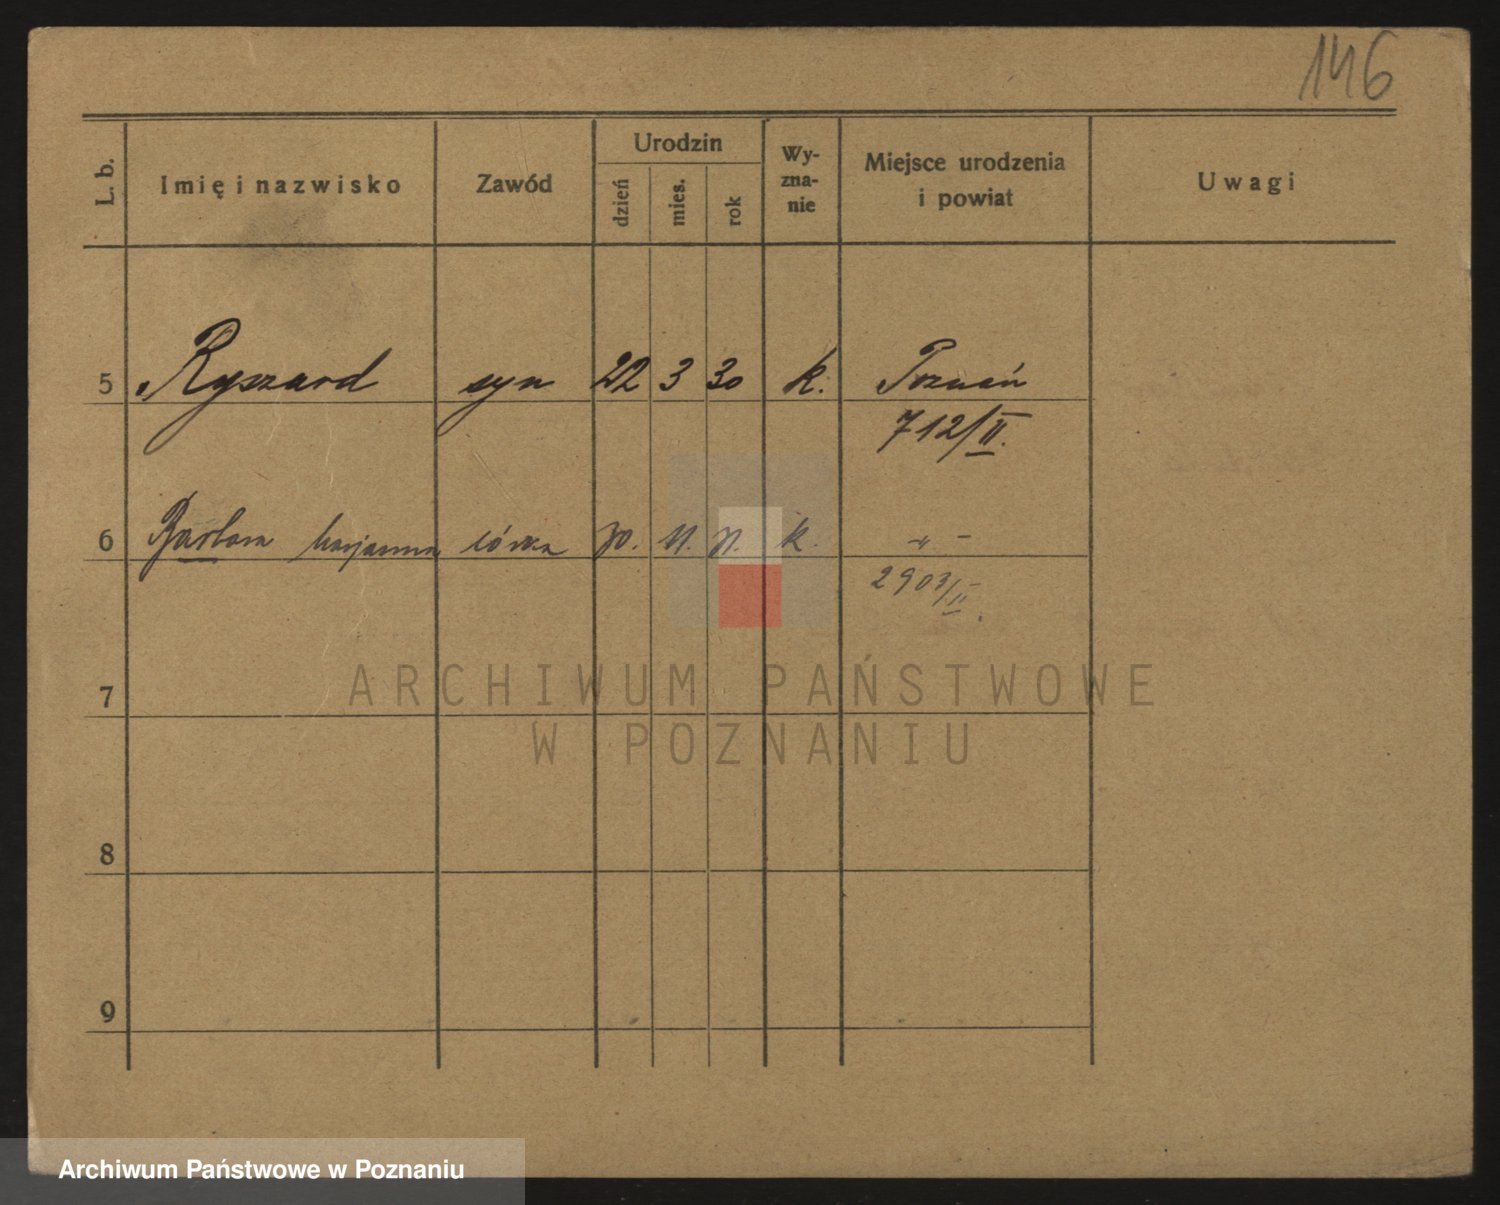 146
L. b.
Imię i nazwisko
Zawód
Urodzin
dzień
mies.
rok
Wy-
zna-
nie
Miejsce urodzenia
i powiat
Uwagi
5 Ryszard syn 22 3 30 k. Poznań
712/II.
6 Barbara Marjanna córka 30. 11. k. -"-
2903/II.
7
8
9
ARCHIWUM PAŃSTWOWE
W POZNANIU
Archiwum Państwowe w Poznaniu